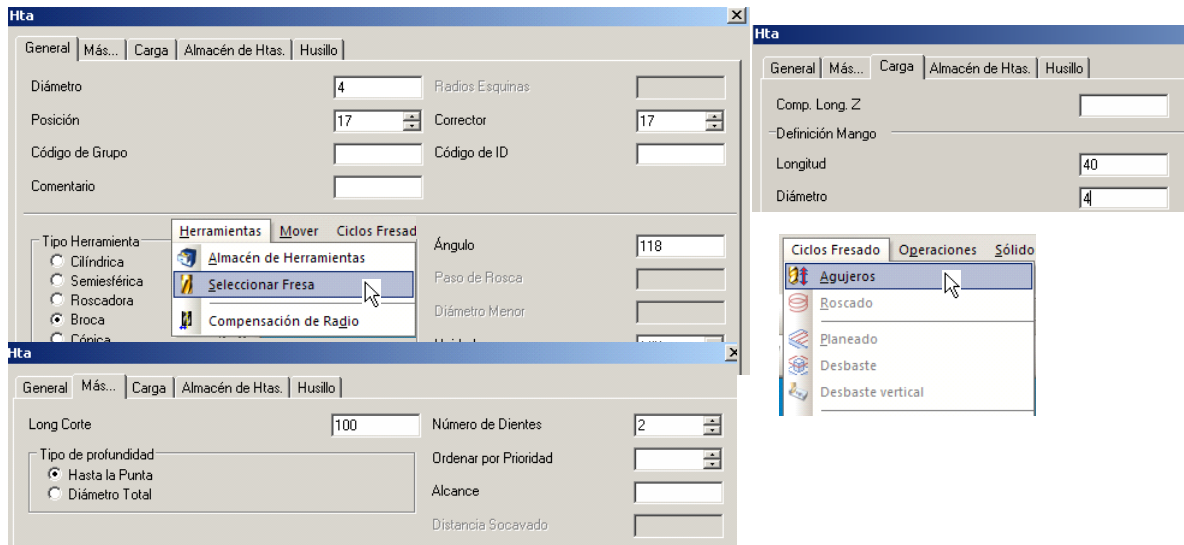 Hta
General Más... Carga Almacén de Htas. Husillo
Diámetro 4 Radios Esquinas
Posición 17 Corrector 17
Código de Grupo Código de ID
Comentario
Tipo Herramienta
Cilíndrica
Semiesférica
Roscadora
Broca
Cónica
Herramientas Mover Ciclos Fresad
Almacén de Herramientas
Seleccionar Fresa
Compensación de Radio
Ángulo 118
Paso de Rosca
Diámetro Menor
Hta
General Más... Carga Almacén de Htas. Husillo
Long Corte 100 Número de Dientes 2
Tipo de profundidad
Hasta la Punta
Diámetro Total
Ordenar por Prioridad
Alcance
Distancia Socavado
Hta
General Más... Carga Almacén de Htas. Husillo
Comp. Long. Z
Definición Mango
Longitud 40
Diámetro 4
Ciclos Fresado Operaciones Sólido
Agujeros
Roscado
Planeado
Desbaste
Desbaste vertical